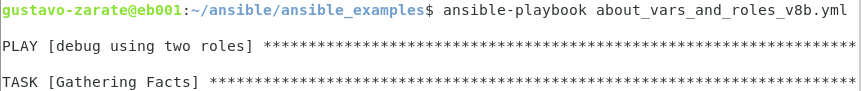 gustavo-zarate@eb001:~/ansible/ansible_examples$ ansible-playbook about_vars_and_roles_v8b.yml
PLAY [debug using two roles] ******************************************************************
TASK [Gathering Facts] ************************************************************************